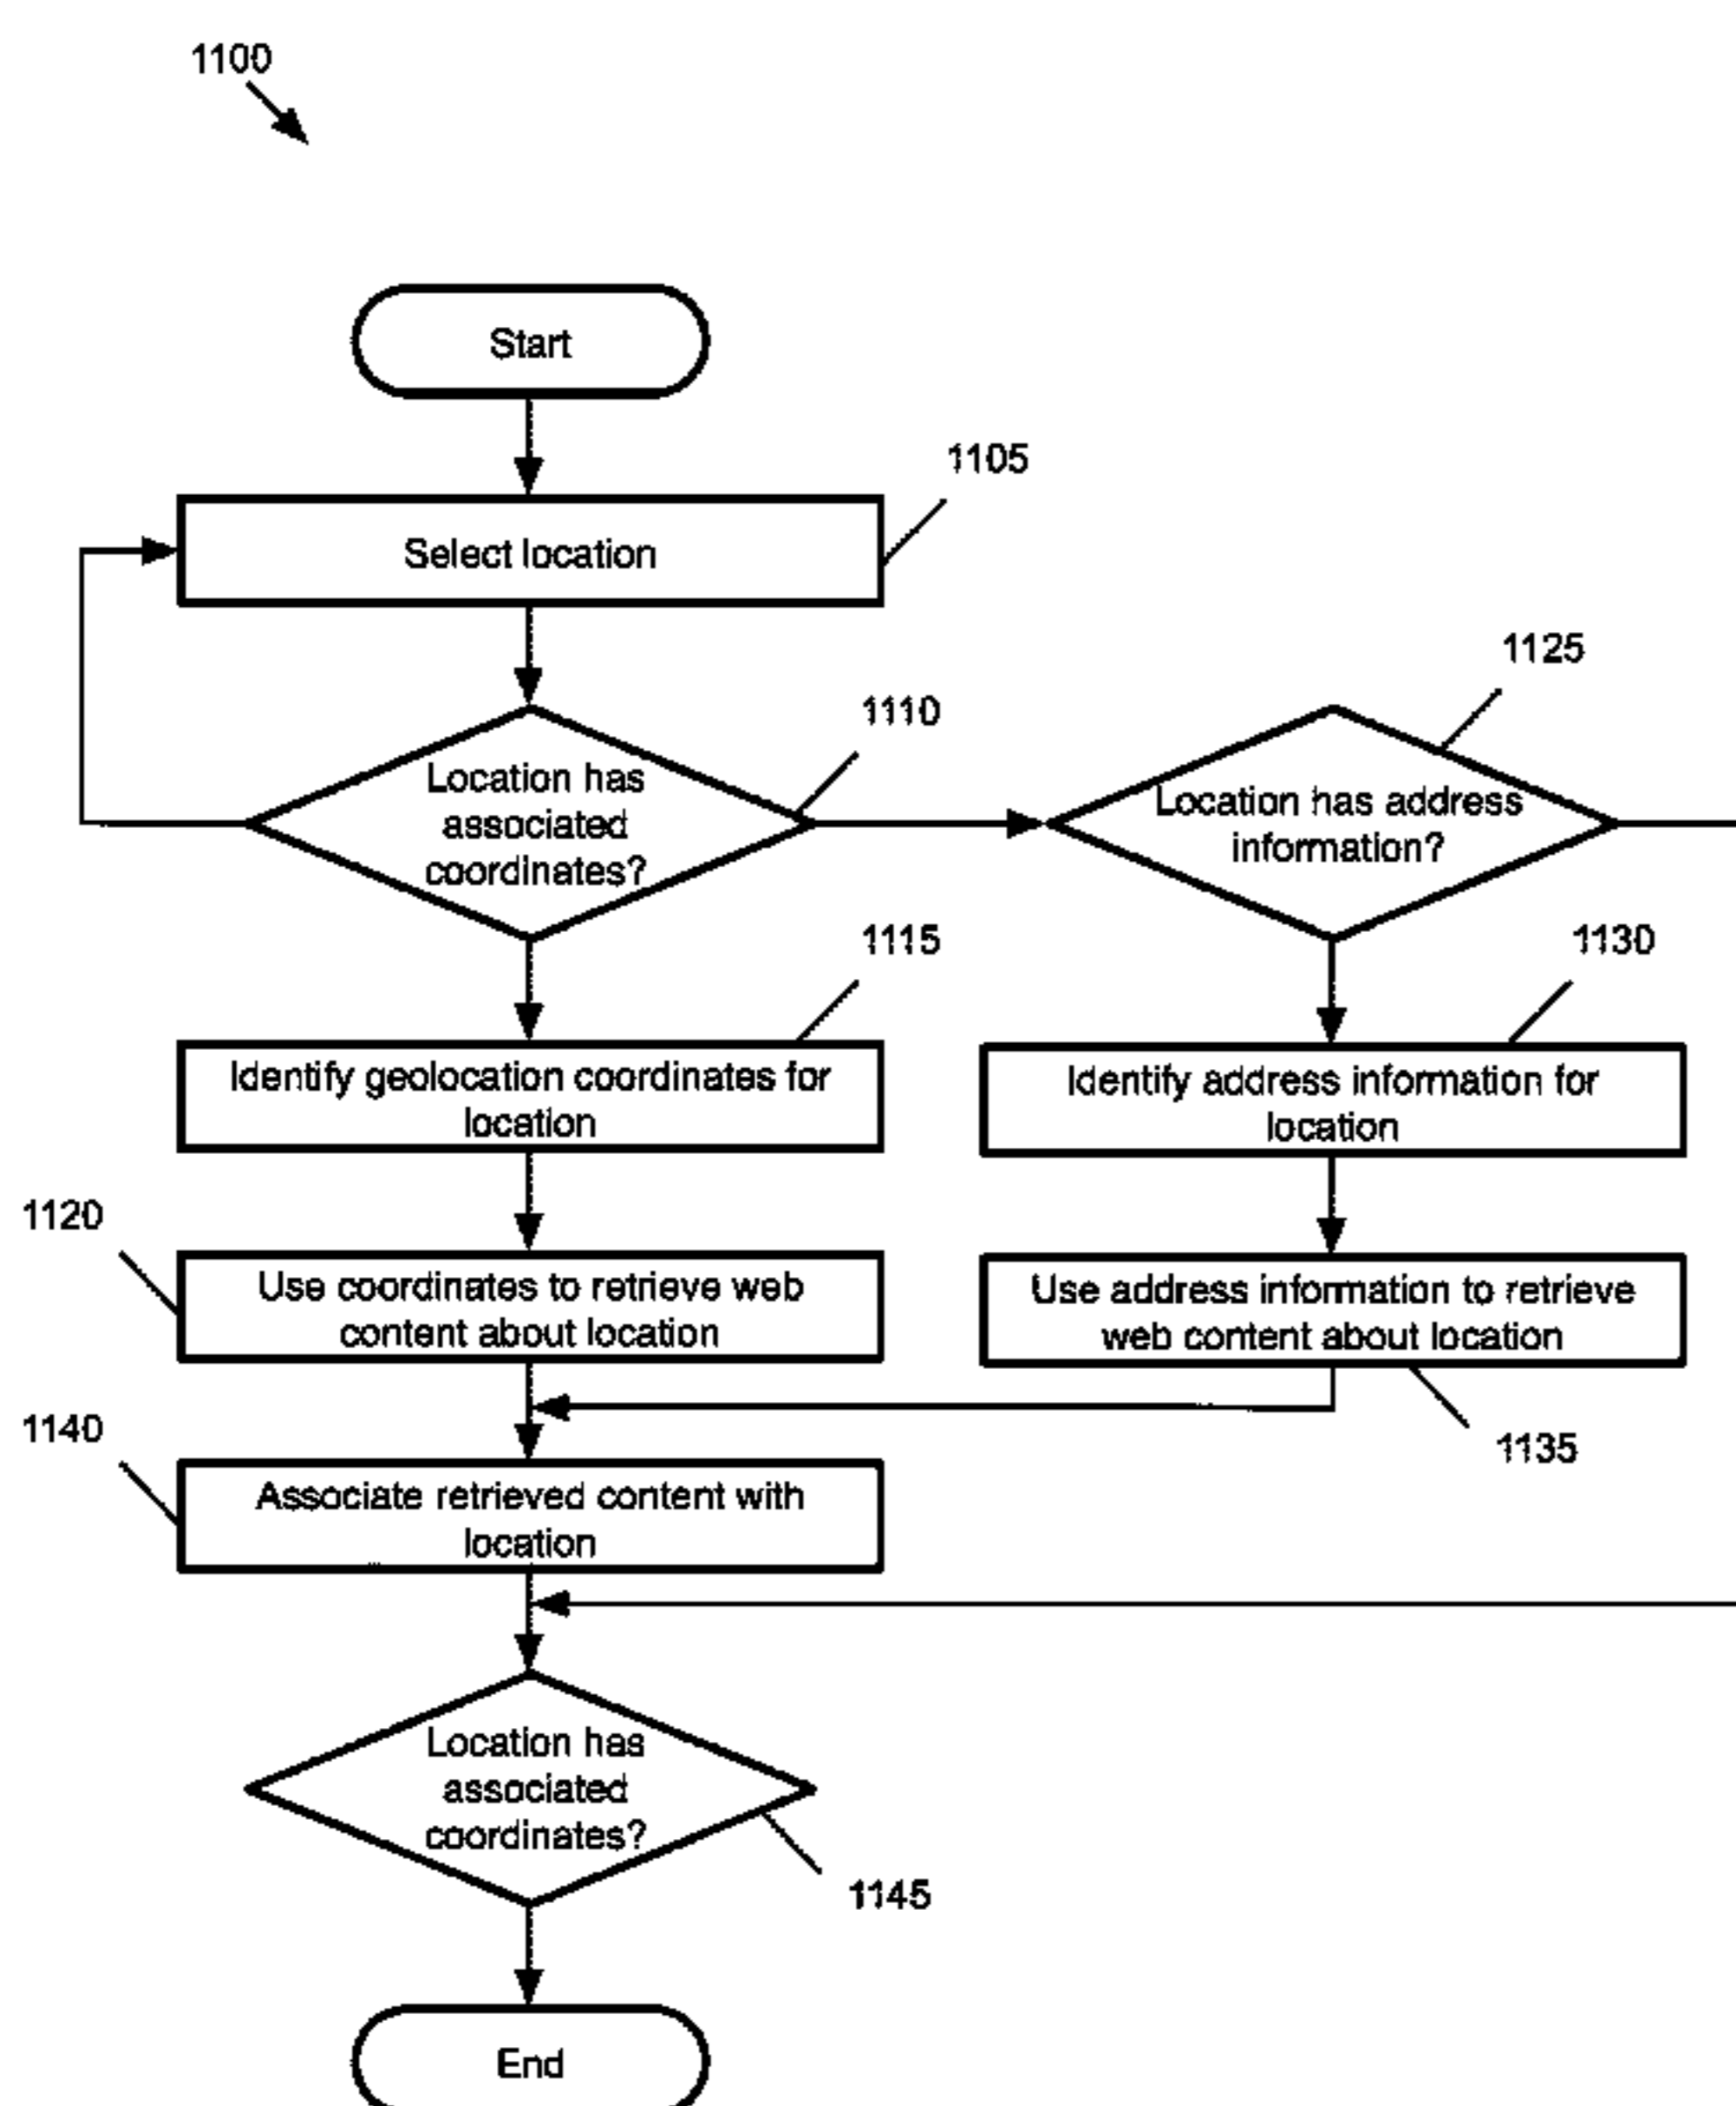 1100
Start
1105
Select location
1125
1110
Location has
associated
coordinates?
Location has address
information?
1115
1130
Identify geolocation coordinates for
location
Identify address information for
location
1120
Use coordinates to retrieve web
content about location
Use address information to retrieve
web content about location
1140
1135
Associate retrieved content with
location
Location has
associated
coordinates?
1145
End